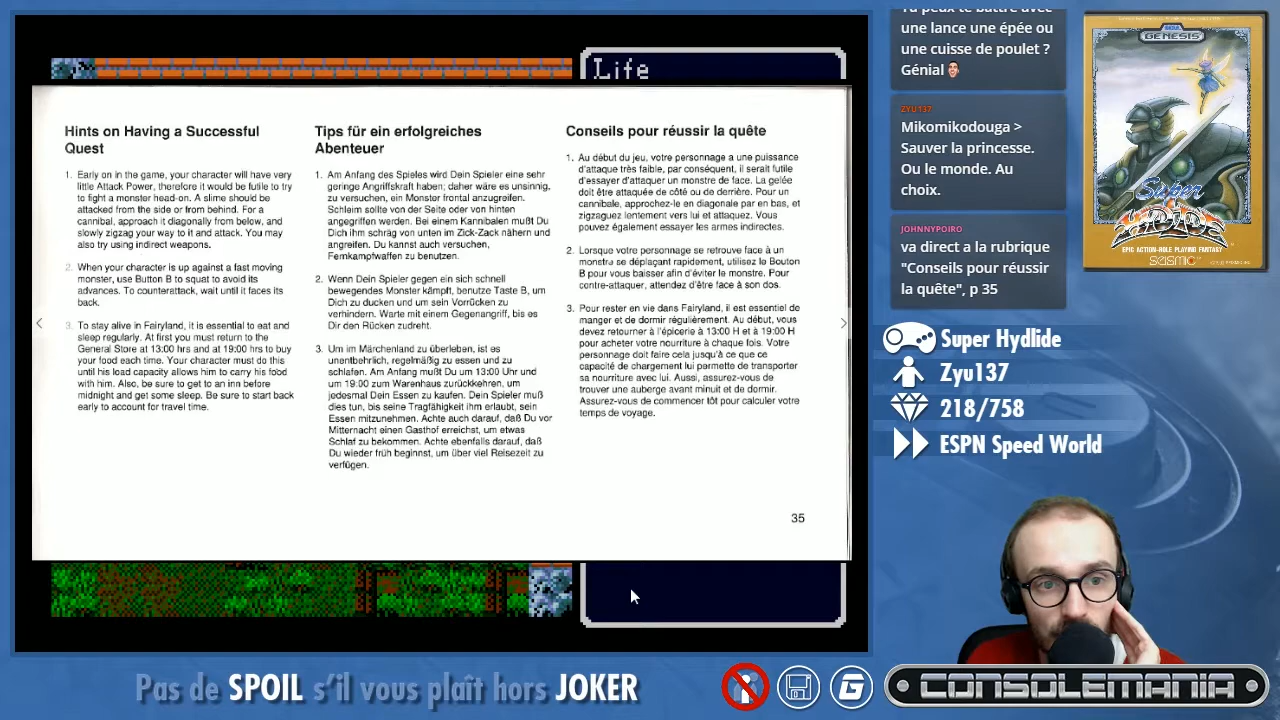 Life
Hints on Having a Successful
Quest
1. Early on in the game, your character will have very
little Attack Power, therefore it would be futile to try
to fight a monster head-on. A slime should be
attacked from the side or from behind. For a
cannibal, approach it diagonally from below, and
slowly zigzag your way to it and attack. You may
also try using indirect weapons.
2. When your character is up against a fast moving
monster, use Button B to squat to avoid its
advances. To counterattack, wait until it faces its
back.
3. To stay alive in Fairyland, it is essential to eat and
sleep regularly. At first you must return to the
General Store at 13:00 hrs and at 19:00 hrs to buy
your food each time. Your character must do this
until his load capacity allows him to carry his food
with him. Also, be sure to get to an inn before
midnight and get some sleep. Be sure to start back
early to account for travel time.
Tips für ein erfolgreiches
Abenteuer
1. Am Anfang des Spieles wird Dein Spieler eine sehr
geringe Angriffskraft haben; daher wäre es unsinnig,
zu versuchen, ein Monster frontal anzugreifen.
Schleim sollte von der Seite oder von hinten
angegriffen werden. Bei einem Kannibalen mußt Du
Dich ihm schräg von unten im Zick-Zack nähern und
angreifen. Du kannst auch versuchen,
Fernkampfwaffen zu benutzen.
2. Wenn Dein Spieler gegen ein sich schnell
bewegendes Monster kämpft, benutze Taste B, um
Dich zu ducken und um sein Vorrücken zu
verhindern. Warte mit einem Gegenangriff, bis es
Dir den Rücken zudreht.
3. Um im Märchenland zu überleben, ist es
unentbehrlich, regelmäßig zu essen und zu
schlafen. Am Anfang mußt Du um 13:00 Uhr und
um 19:00 zum Warenhaus zurückkehren, um
jedesmal Dein Essen zu kaufen. Dein Spieler muß
dies tun, bis seine Tragfähigkeit ihm erlaubt, sein
Essen mitzunehmen. Achte auch darauf, daß Du vor
Mitternacht einen Gasthof erreichst, um etwas
Schlaf zu bekommen. Achte ebenfalls darauf, daß
Du wieder früh beginnst, um über viel Reisezeit zu
verfügen.
Conseils pour réussir la quête
1. Au début du jeu, votre personnage a une puissance
d'attaque très faible, par conséquent, il serait futile
d'essayer d'attaquer un monstre de face. La gelée
doit être attaquée de côté ou de derrière. Pour un
cannibale, approchez-le en diagonale par en bas, et
zigzaguez lentement vers lui et attaquez. Vous
pouvez également essayer les armes indirectes.
2. Lorsque votre personnage se retrouve face à un
monstre se déplaçant rapidement, utilisez le Bouton
B pour vous baisser afin d'éviter le monstre. Pour
contre-attaquer, attendez d'être face à son dos.
3. Pour rester en vie dans Fairyland, il est essentiel de
manger et de dormir régulièrement. Au début, vous
devez retourner à l'épicerie à 13:00 H et à 19:00 H
pour acheter votre nourriture à chaque fois. Votre
personnage doit faire cela jusqu'à ce que ce
capacité de chargement lui permette de transporter
sa nourriture avec lui. Aussi, assurez-vous de
trouver une auberge avant minuit et de dormir.
Assurez-vous de commencer tôt pour calculer votre
temps de voyage.
35
Tu peux te battre avec
une lance une épée ou
une cuisse de poulet ?
Génial
ZYU137
Mikomikodouga >
Sauver la princesse.
Ou le monde. Au
choix.
JOHNNYPOIRO
va direct a la rubrique
"Conseils pour réussir
la quête", p 35
SEGA
GENESIS
Super
HYDLIDE
EPIC ACTION-ROLE PLAYING FANTASY
SEISMIC
Super Hydlide
Zyu137
218/758
ESPN Speed World
Pas de SPOIL s'il vous plaît hors JOKER
G
CONSOLEMANIA